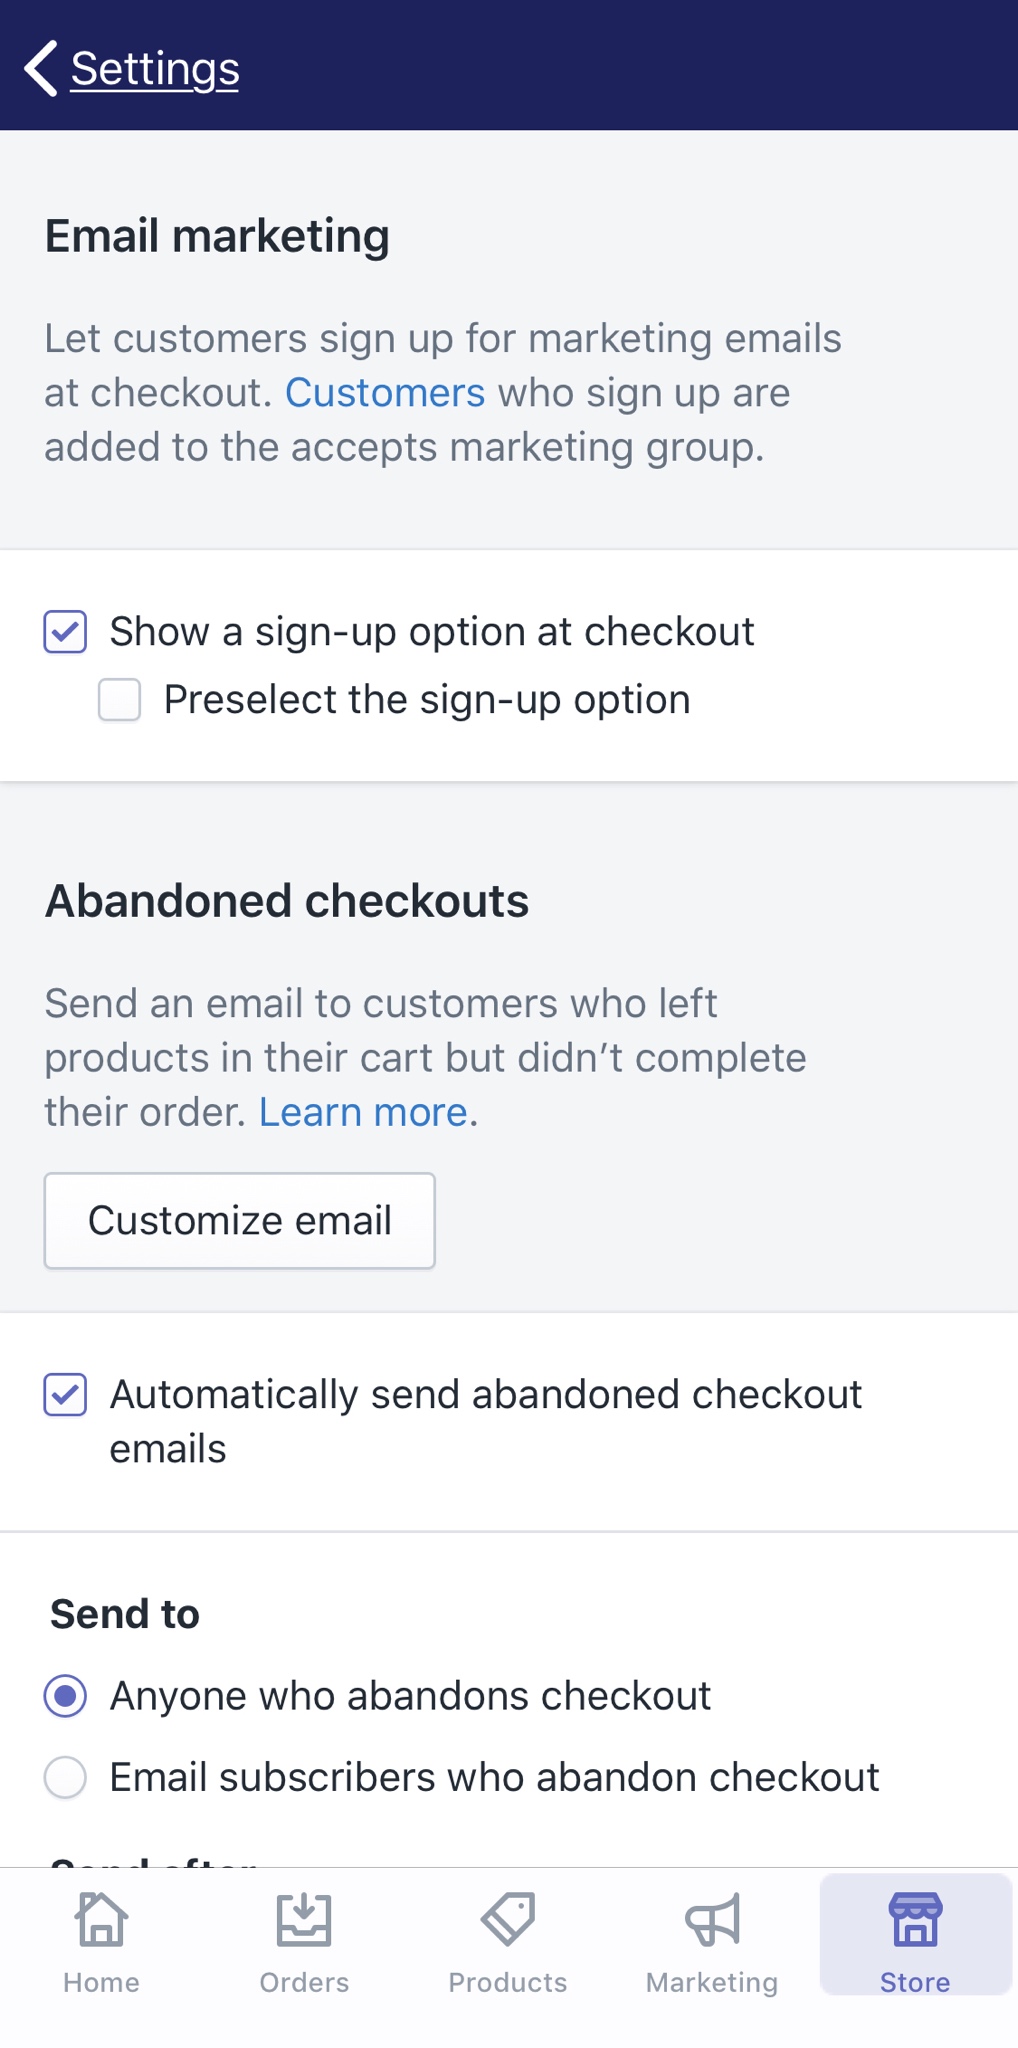 Settings
Email marketing
Let customers sign up for marketing emails
at checkout. Customers who sign up are
added to the accepts marketing group.
Show a sign-up option at checkout
Preselect the sign-up option
Abandoned checkouts
Send an email to customers who left
products in their cart but didn’t complete
their order. Learn more.
Customize email
Automatically send abandoned checkout
emails
Send to
Anyone who abandons checkout
Email subscribers who abandon checkout
Send after
Home
Orders
Products
Marketing
Store